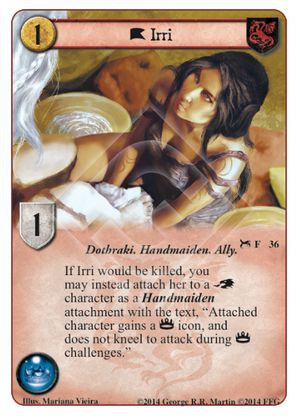 1
Irri
1
Dothraki. Handmaiden. Ally.
F 36
If Irri would be killed, you
may instead attach her to a
character as a Handmaiden
attachment with the text, “Attached
character gains a icon, and
does not kneel to attack during
challenges.”
Illus. Mariana Vieira
©2014 George R.R. Martin ©2014 FFG